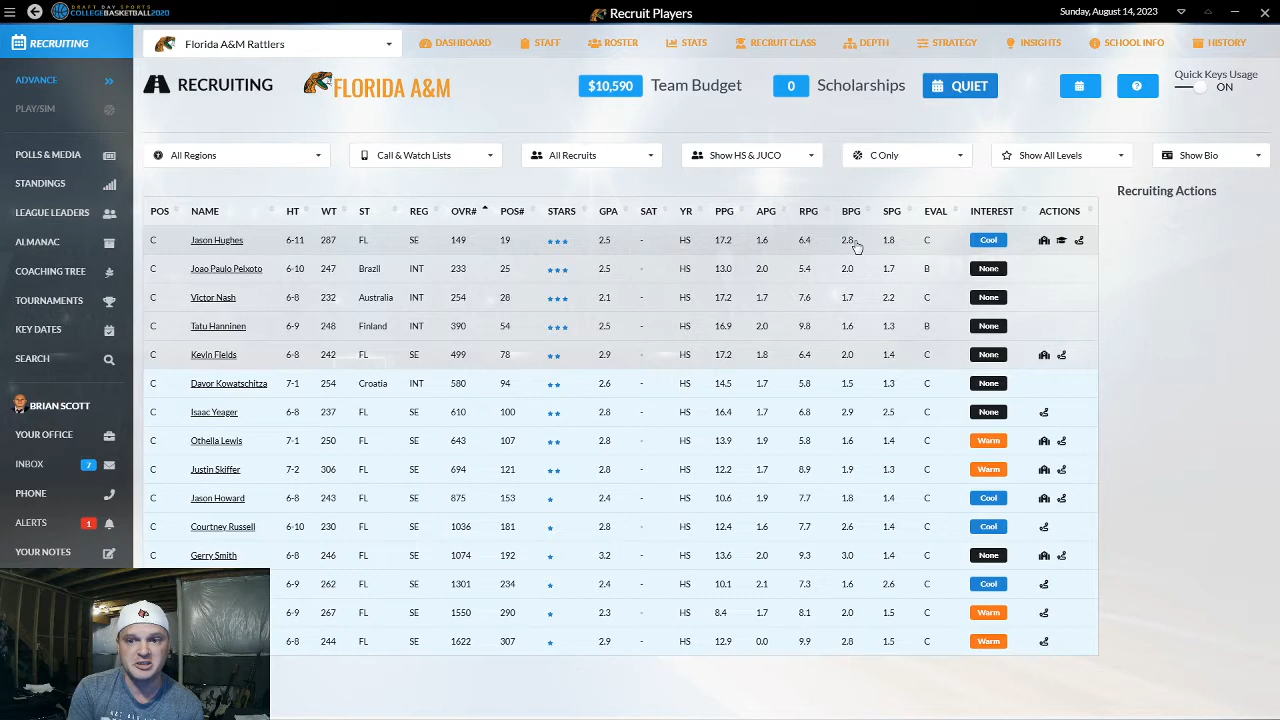 DRAFT DAY SPORTS
COLLEGE BASKETBALL 2020
Recruit Players
Sunday, August 14, 2023
RECRUITING
Florida A&M Rattlers
DASHBOARD STAFF ROSTER STATS RECRUIT CLASS DEPTH STRATEGY INSIGHTS SCHOOL INFO HISTORY
ADVANCE
PLAY/SIM
POLLS & MEDIA
STANDINGS
LEAGUE LEADERS
ALMANAC
COACHING TREE
TOURNAMENTS
KEY DATES
SEARCH
BRIAN SCOTT
YOUR OFFICE
INBOX 7
PHONE
ALERTS 1
YOUR NOTES
RECRUITING FLORIDA A&M $10,590 Team Budget 0 Scholarships QUIET Quick Keys Usage ON
All Regions Call & Watch Lists All Recruits Show HS & JUCO C Only Show All Levels Show Bio
Recruiting Actions
POS NAME HT WT ST REG OVR# POS# STARS GPA SAT YR PPG APG RPG BPG SPG EVAL INTEREST ACTIONS
C Jason Hughes 6-11 287 FL SE 149 19 2.5 - HS 17.2 1.6 6.4 2.8 1.8 C Cool
C Joao Paulo Peixoto 6-10 247 Brazil INT 233 25 2.5 - HS 13.0 2.0 5.4 2.0 1.7 B None
C Victor Nash 232 Australia INT 254 28 2.1 - HS 17.2 1.7 7.6 1.7 2.2 C None
C Tatu Hanninen 6-9 248 Finland INT 390 54 2.5 - HS 16.9 2.0 9.8 1.6 1.3 B None
C Kevin Fields 242 FL SE 499 78 2.9 - HS 17.2 1.8 6.4 2.0 1.4 C None
C Davor Kowatschitza 254 Croatia INT 580 94 2.6 - HS 14.5 1.7 5.8 1.5 1.3 C None
C Isaac Yeager 6-8 237 FL SE 610 100 2.8 - HS 16.4 1.7 6.8 2.9 2.5 C None
C Othella Lewis 7-1 250 FL SE 643 107 2.8 - HS 13.9 1.9 5.8 1.6 1.4 C Warm
C Justin Skiffer 306 FL SE 694 121 2.8 - HS 12.0 1.7 8.9 1.9 1.3 C Warm
C Jason Howard 6-11 243 FL SE 875 153 2.4 - HS 10.6 1.9 7.7 1.8 1.4 C Cool
C Courtney Russell 6-10 230 FL SE 1036 181 2.8 - HS 12.4 1.6 7.7 2.6 1.4 C Cool
C Gerry Smith 6-8 246 FL SE 1074 192 3.2 - HS 13.6 2.0 9.3 3.0 1.4 C None
6-8 262 FL SE 1301 234 2.4 - HS 10.1 2.1 7.3 1.6 2.6 C Cool
6-9 267 FL SE 1550 290 2.3 - HS 8.4 1.7 8.1 1.5 C Warm
6-8 244 FL SE 1622 307 2.9 - HS 12.9 0.0 9.9 1.5 C Warm